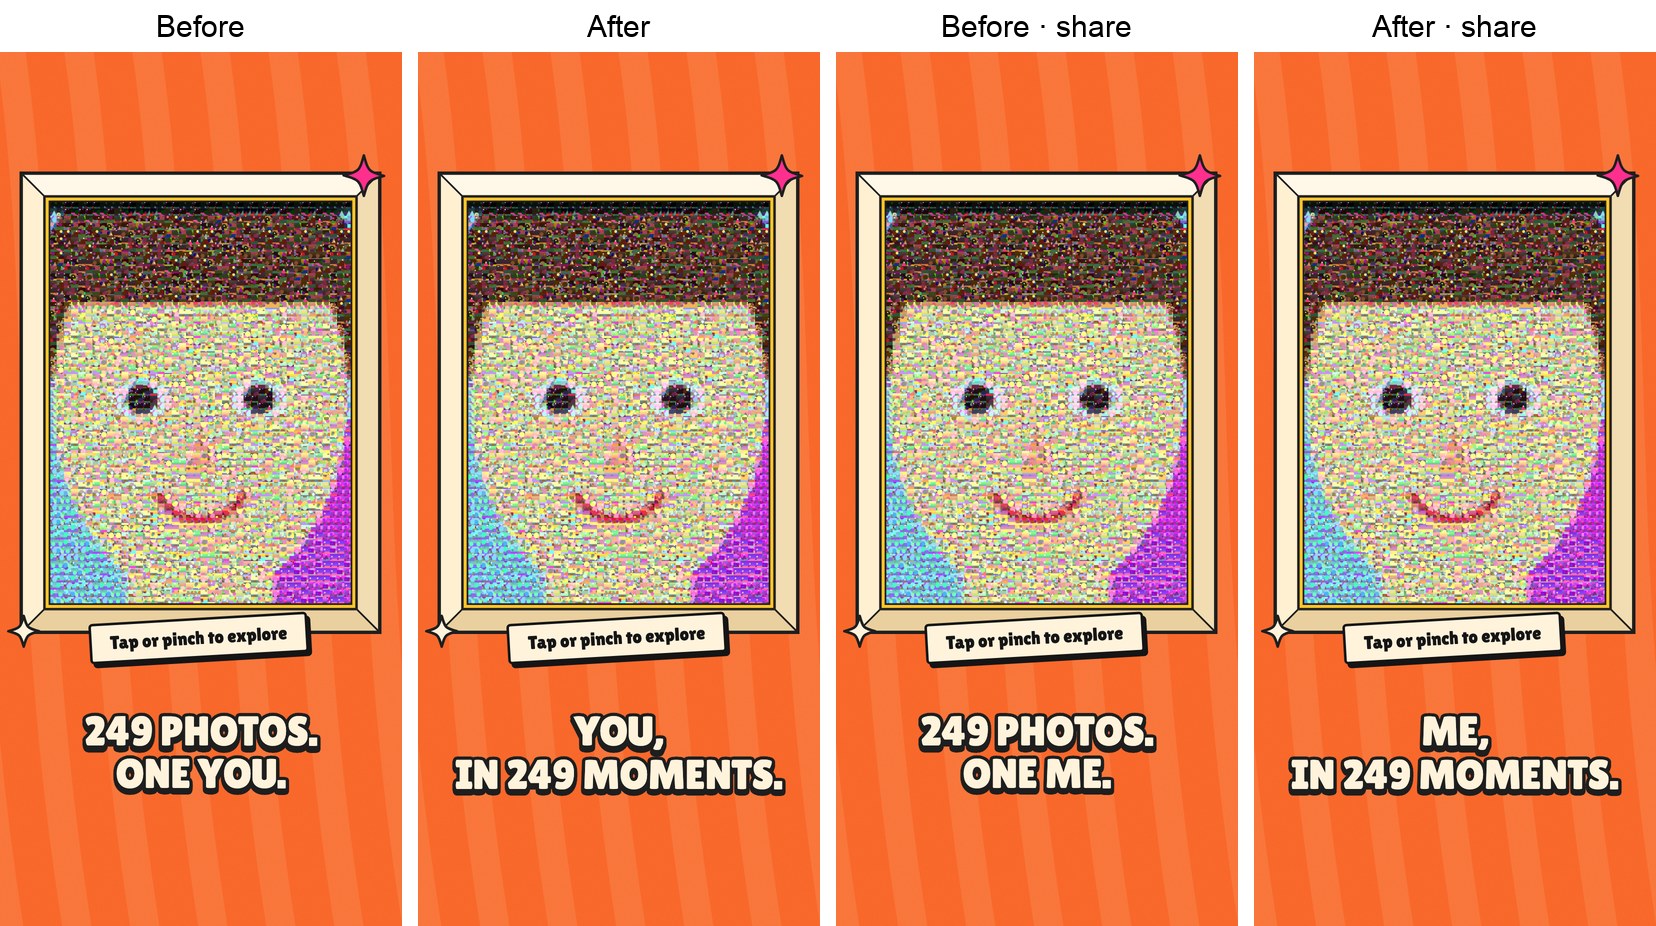 Before
After
Before · share
After · share
Tap or pinch to explore
249 PHOTOS.
ONE YOU.
Tap or pinch to explore
YOU,
IN 249 MOMENTS.
Tap or pinch to explore
249 PHOTOS.
ONE ME.
Tap or pinch to explore
ME,
IN 249 MOMENTS.